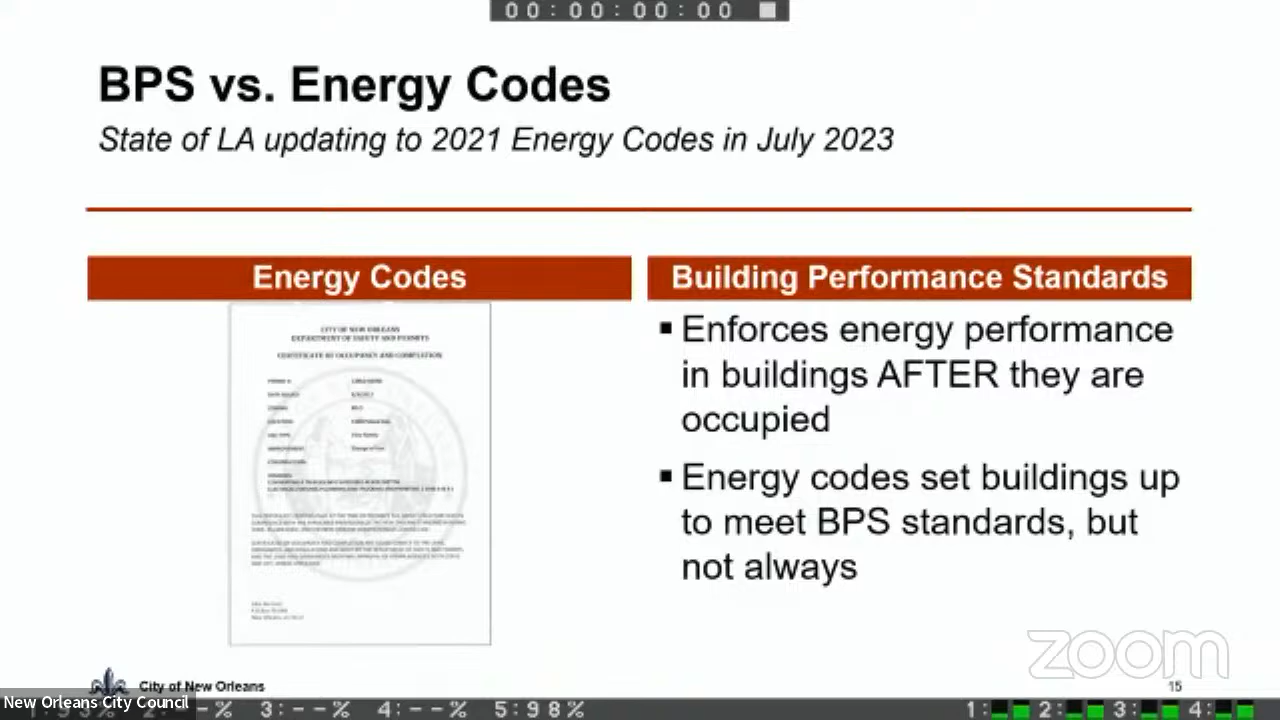 00:00:00:00
BPS vs. Energy Codes
State of LA updating to 2021 Energy Codes in July 2023
Energy Codes
CITY OF NEW ORLEANS
DEPARTMENT OF SAFETY AND PERMITS
CERTIFICATE OF OCCUPANCY AND COMPLETION
Building Performance Standards
▪ Enforces energy performance
in buildings AFTER they are
occupied
▪ Energy codes set buildings up
to meet BPS standards, but
not always
zoom
City of New Orleans
15
New Orleans City Council
3:--% 4:--% 5:98%
1: 2: 3: 4: